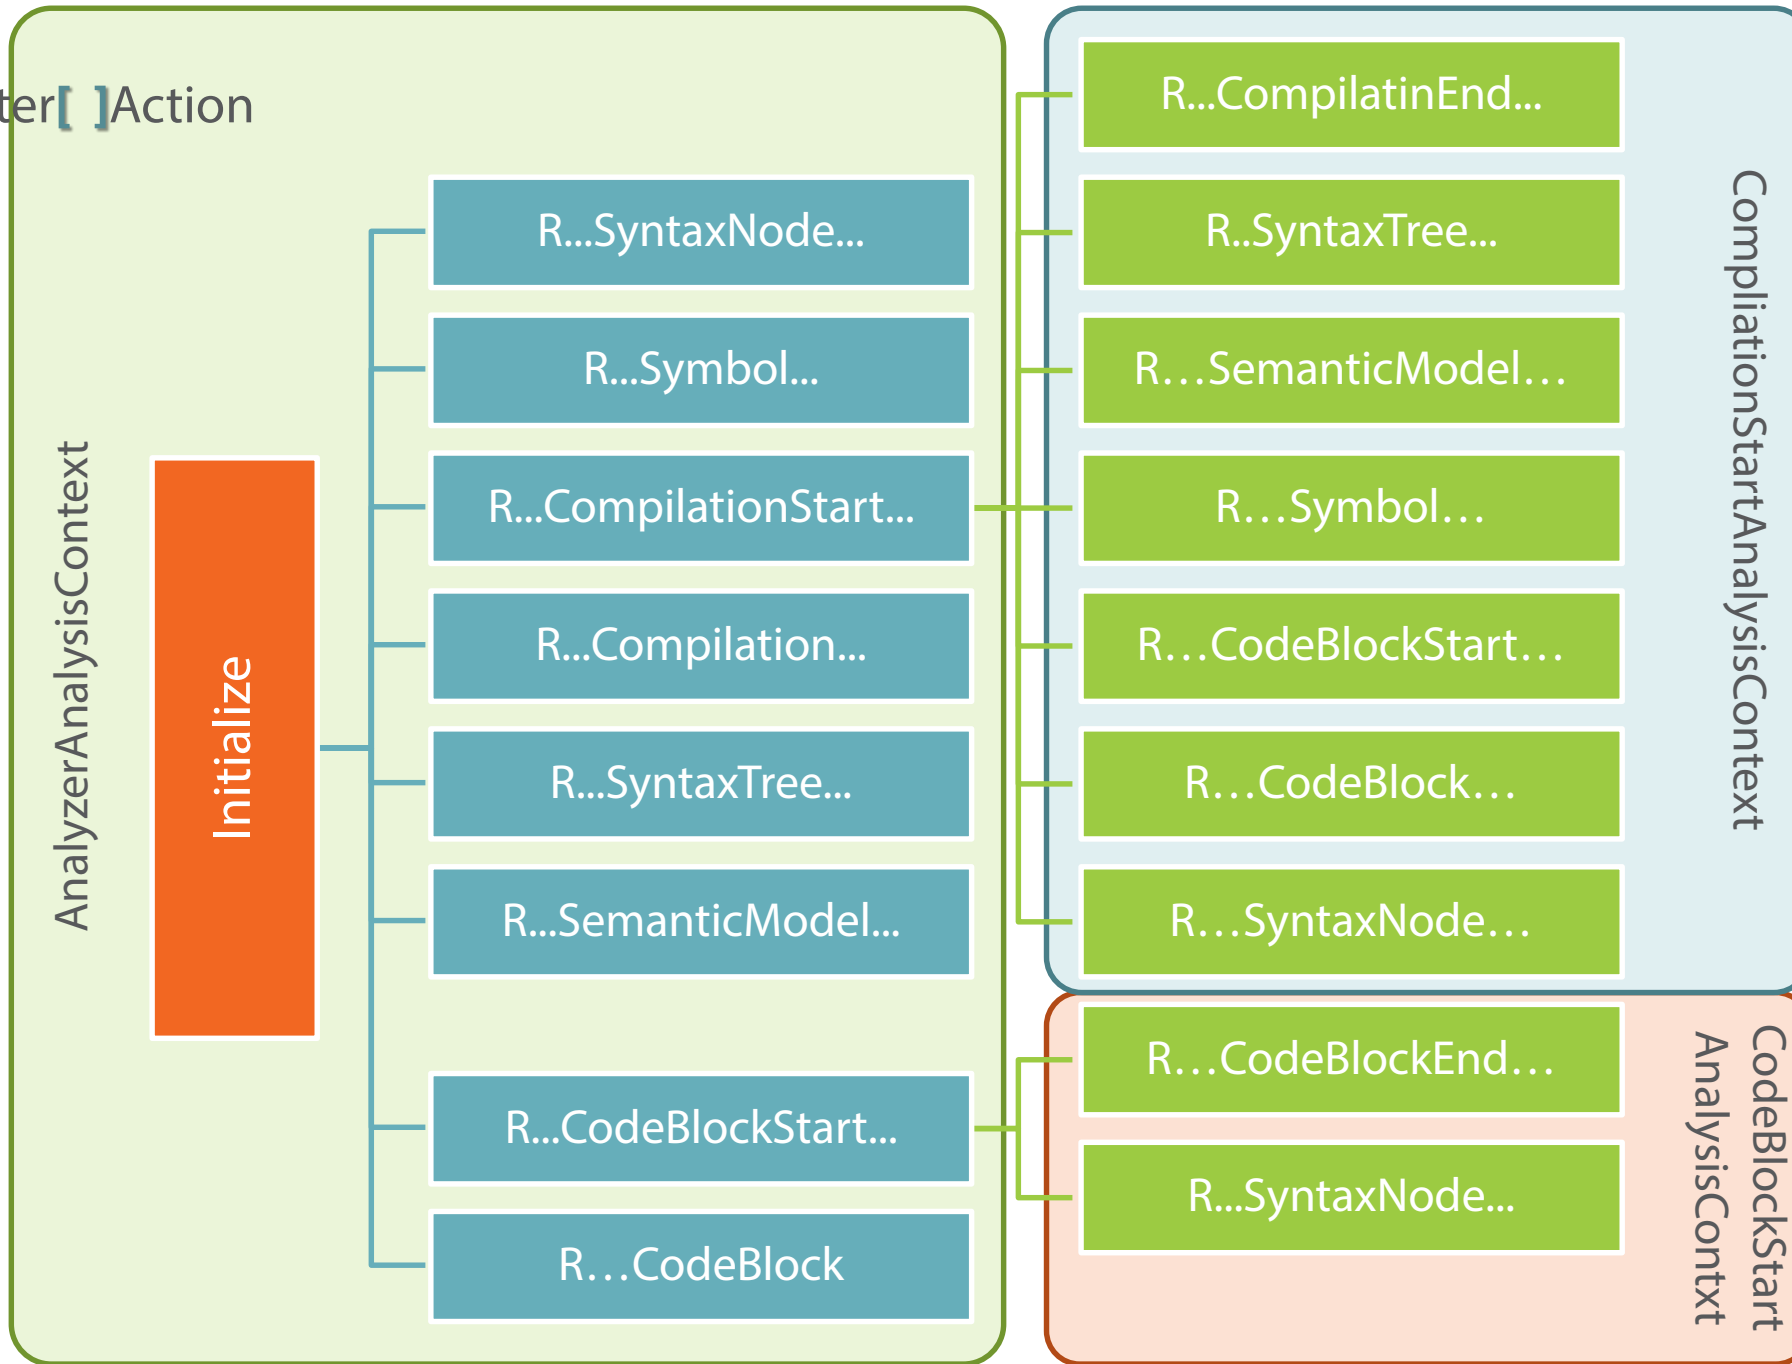 ter[ ]Action
AnalyzerAnalysisContext
Initialize
R...SyntaxNode...
R...Symbol...
R...CompilationStart...
R...Compilation...
R...SyntaxTree...
R...SemanticModel...
R...CodeBlockStart...
R…CodeBlock
R...CompilatinEnd...
R..SyntaxTree...
R…SemanticModel…
R…Symbol…
R…CodeBlockStart…
R…CodeBlock…
R…SyntaxNode…
CompliationStartAnalysisContext
R…CodeBlockEnd…
R...SyntaxNode...
CodeBlockStart
AnalysisContxt